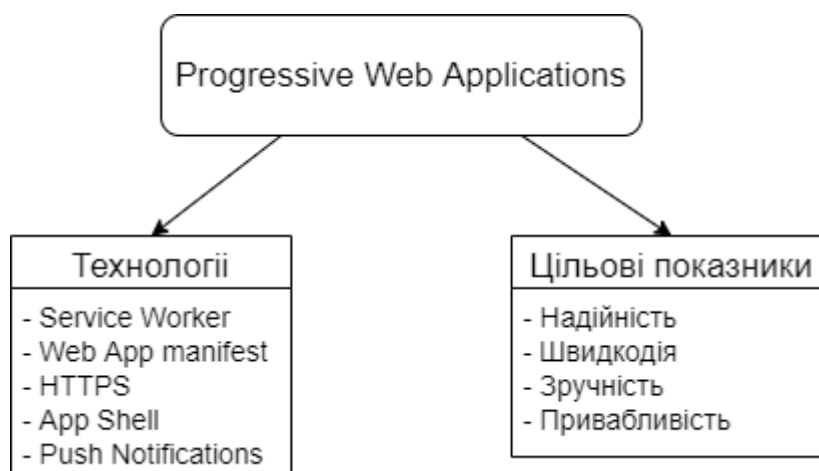 Progressive Web Applications
Технології
- Service Worker
- Web App manifest
- HTTPS
- App Shell
- Push Notifications
Цільові показники
- Надійність
- Швидкодія
- Зручність
- Привабливість